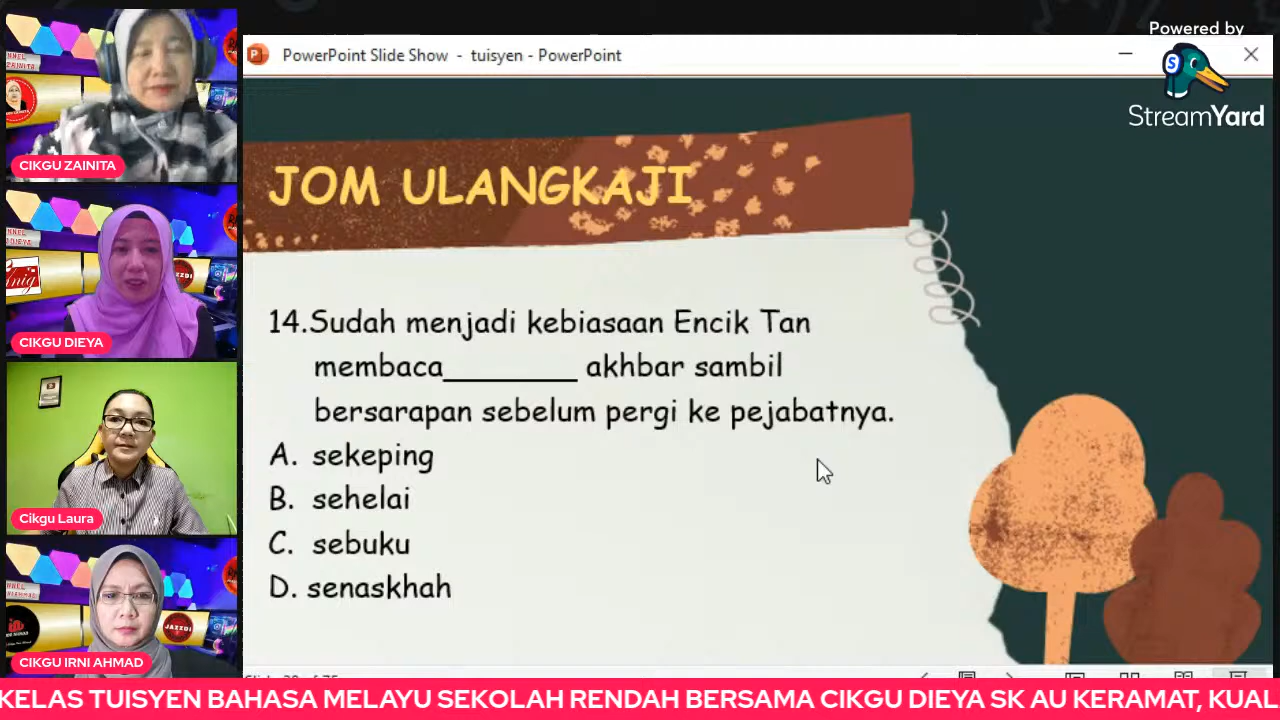 Powered by
StreamYard
PowerPoint Slide Show - tuisyen - PowerPoint
JOM ULANGKAJI
14.Sudah menjadi kebiasaan Encik Tan
membaca________ akhbar sambil
bersarapan sebelum pergi ke pejabatnya.
A. sekeping
B. sehelai
C. sebuku
D. senaskhah
CIKGU ZAINITA
CIKGU DIEYA
Cikgu Laura
CIKGU IRNI AHMAD
KELAS TUISYEN BAHASA MELAYU SEKOLAH RENDAH BERSAMA CIKGU DIEYA SK AU KERAMAT, KUAL